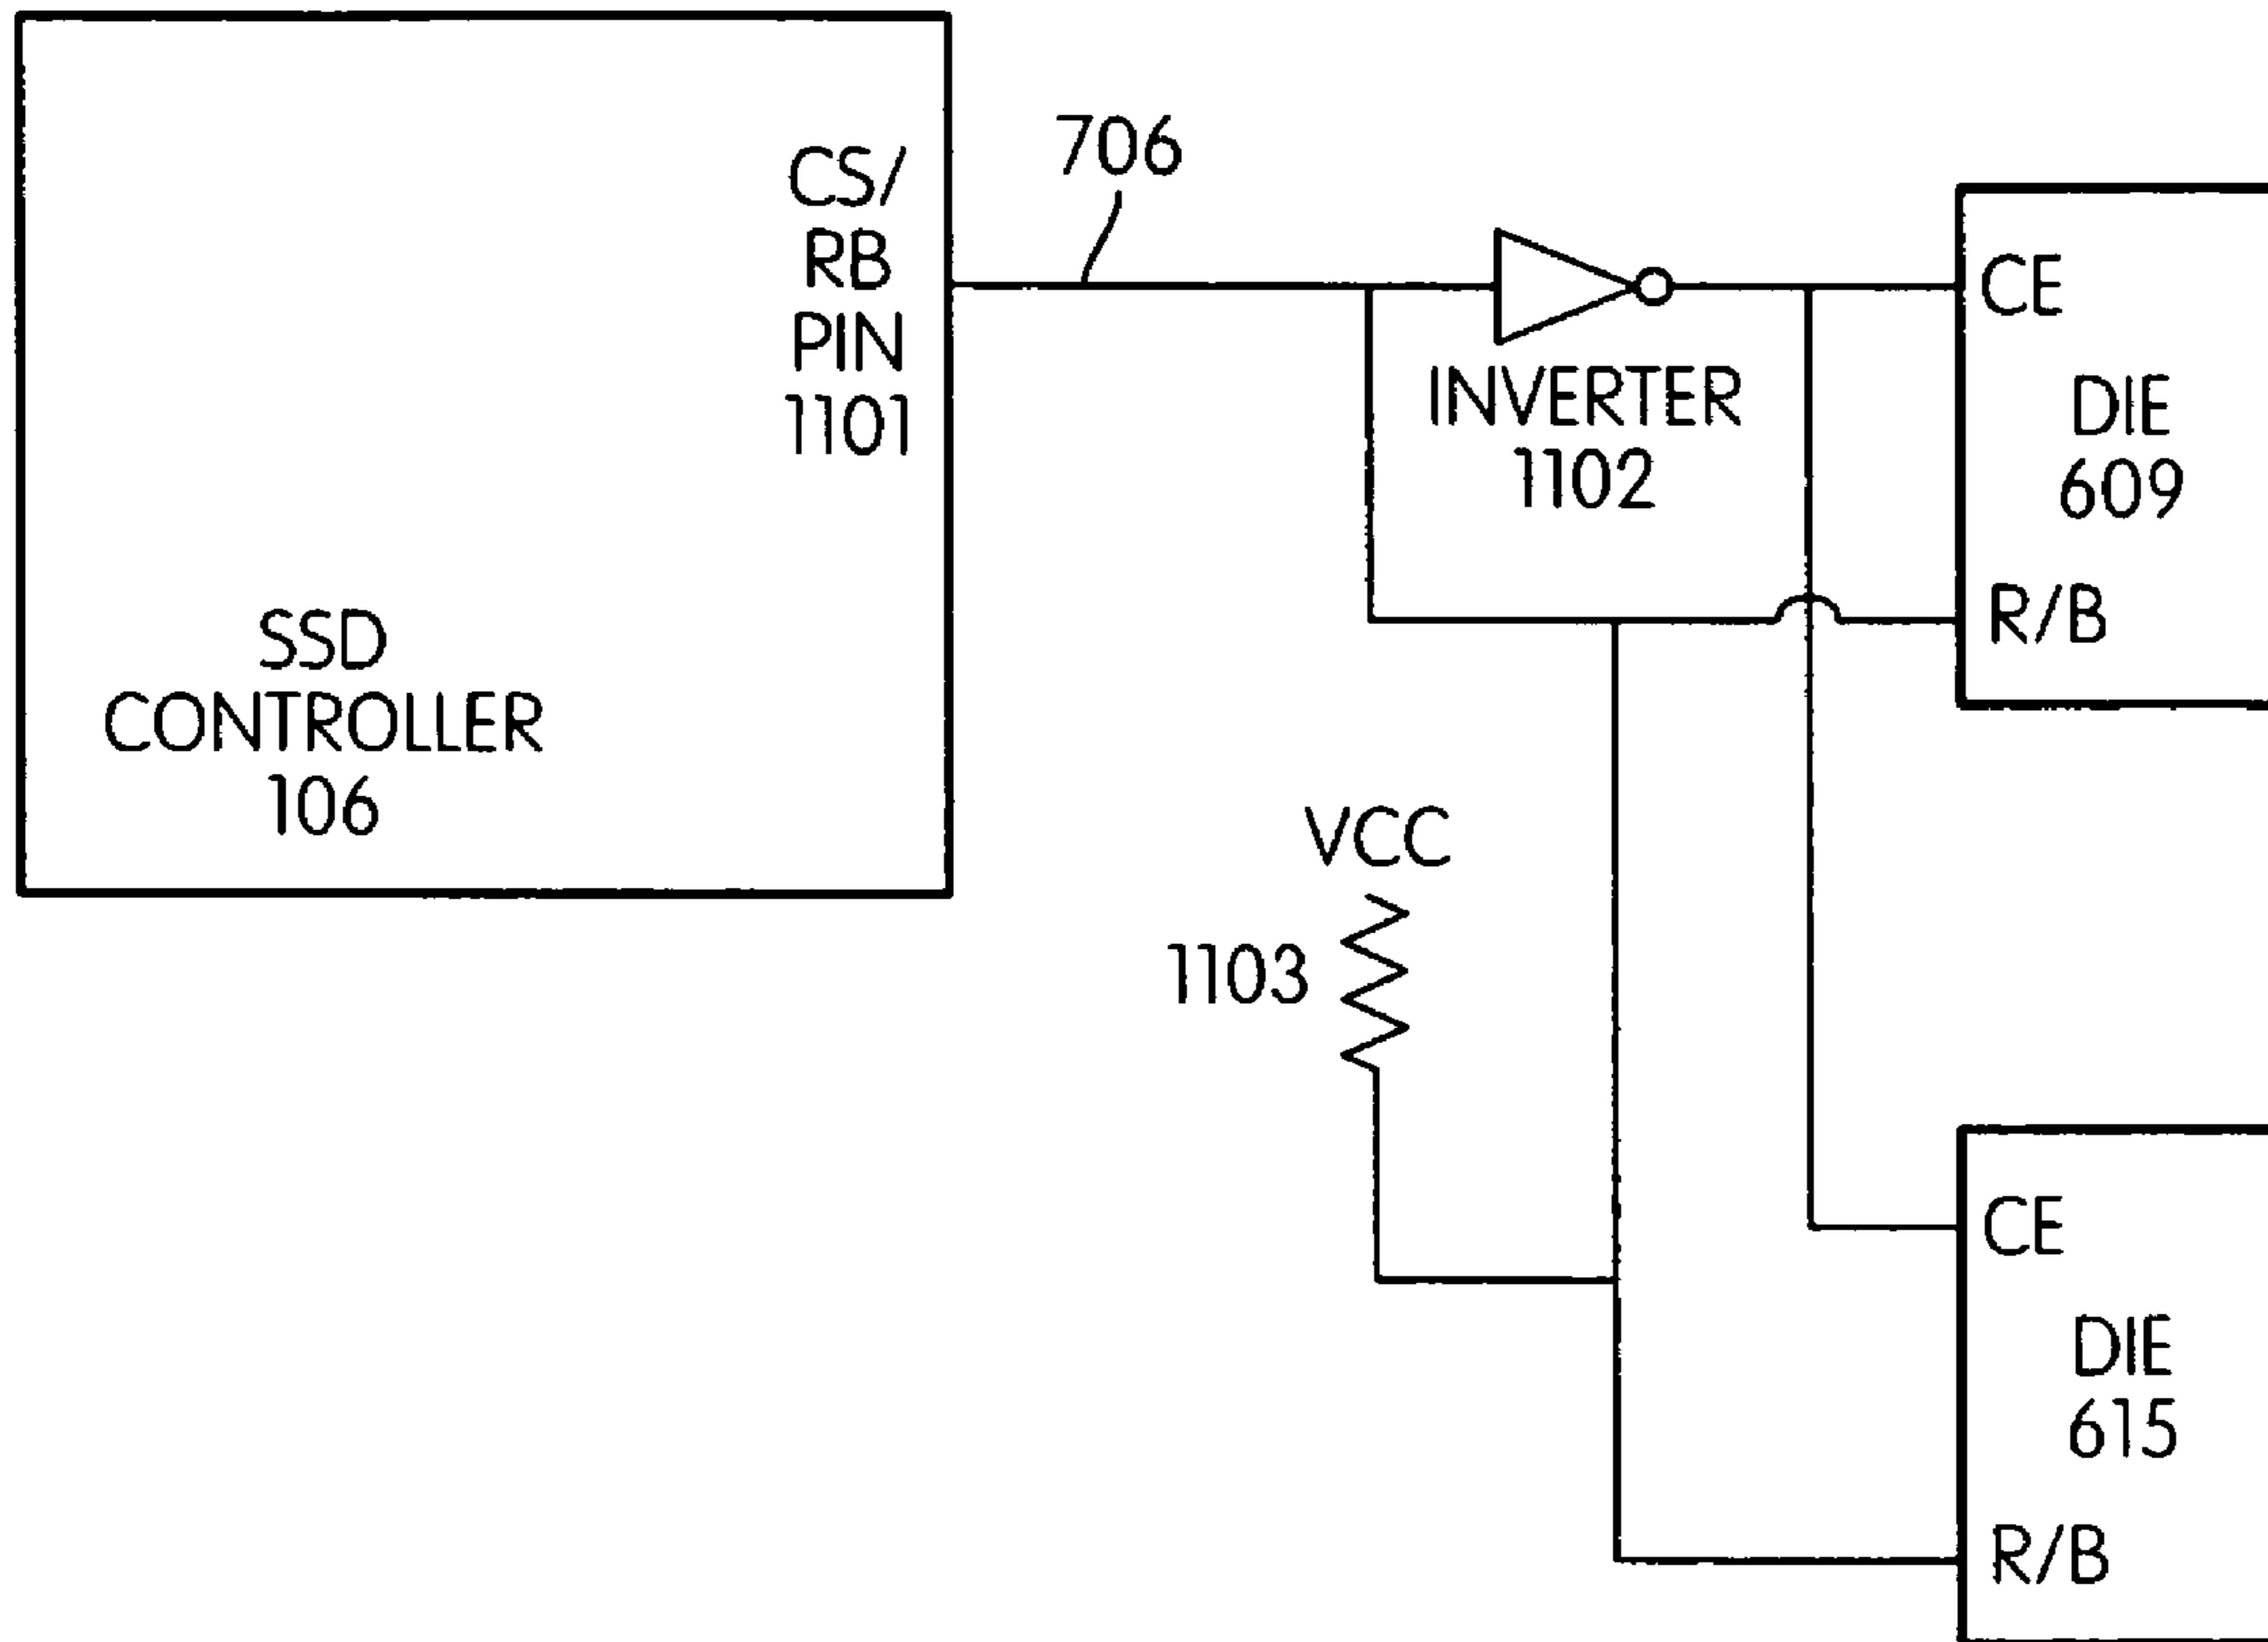 CS/
RB
PIN
1101
SSD
CONTROLLER
106
706
INVERTER
1102
VCC
1103
CE
DIE
609
R/B
CE
DIE
615
R/B